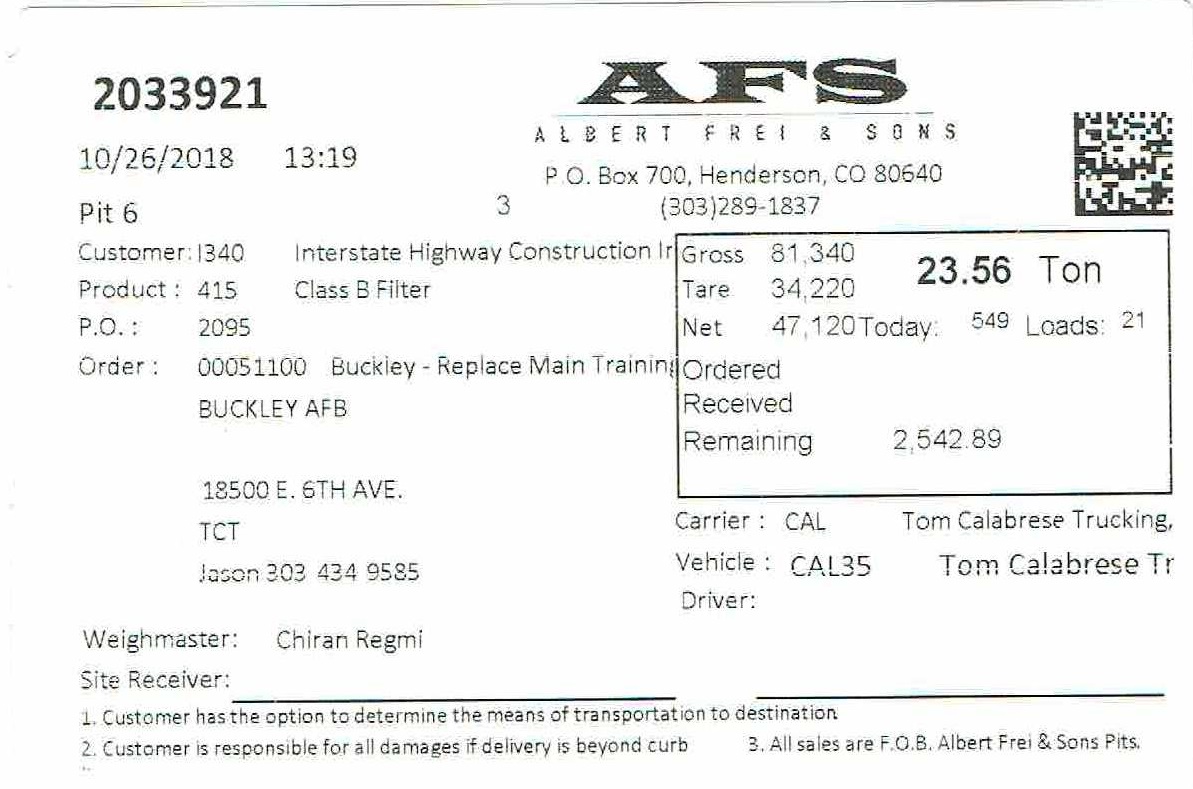 2033921
AFS
ALBERT FREI & SONS
10/26/2018 13:19
P.O. Box 700, Henderson, CO 80640
Pit 6 3 (303)289-1837
Customer: I340 Interstate Highway Construction Ir
Product : 415 Class B Filter
P.O. : 2095
Order : 00051100 Buckley - Replace Main Training
BUCKLEY AFB
18500 E. 6TH AVE.
TCT
Jason 303 434 9585
Gross 81,340 23.56 Ton
Tare 34,220
Net 47,120 Today: 549 Loads: 21
Ordered
Received
Remaining 2,542.89
Carrier : CAL Tom Calabrese Trucking,
Vehicle : CAL35 Tom Calabrese Tr
Driver:
Weighmaster: Chiran Regmi
Site Receiver:
1. Customer has the option to determine the means of transportation to destination
2. Customer is responsible for all damages if delivery is beyond curb 3. All sales are F.O.B. Albert Frei & Sons Pits.